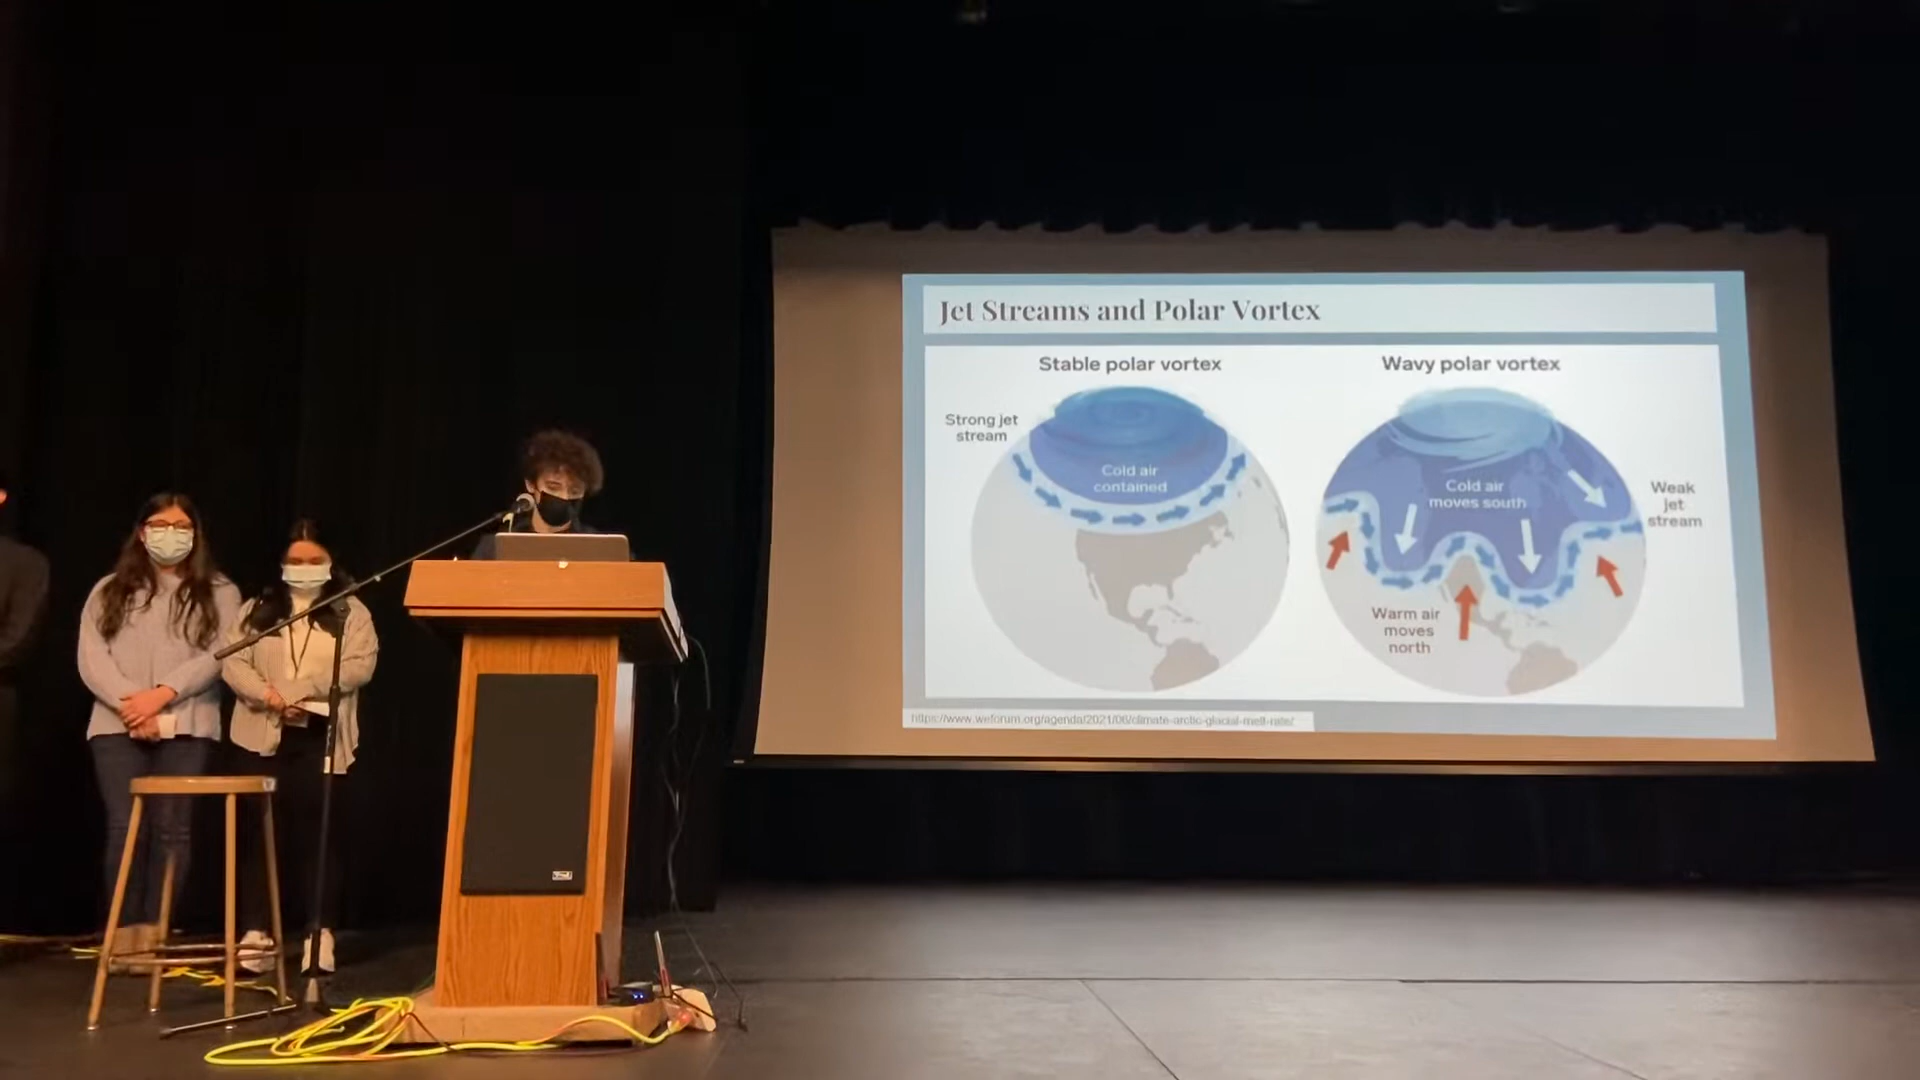 Jet Streams and Polar Vortex
Stable polar vortex
Strong jet
stream
Cold air
contained
Wavy polar vortex
Cold air
moves south
Weak
jet
stream
Warm air
moves
north
https://www.weforum.org/agenda/2021/06/climate-arctic-glacial-melt-rate/